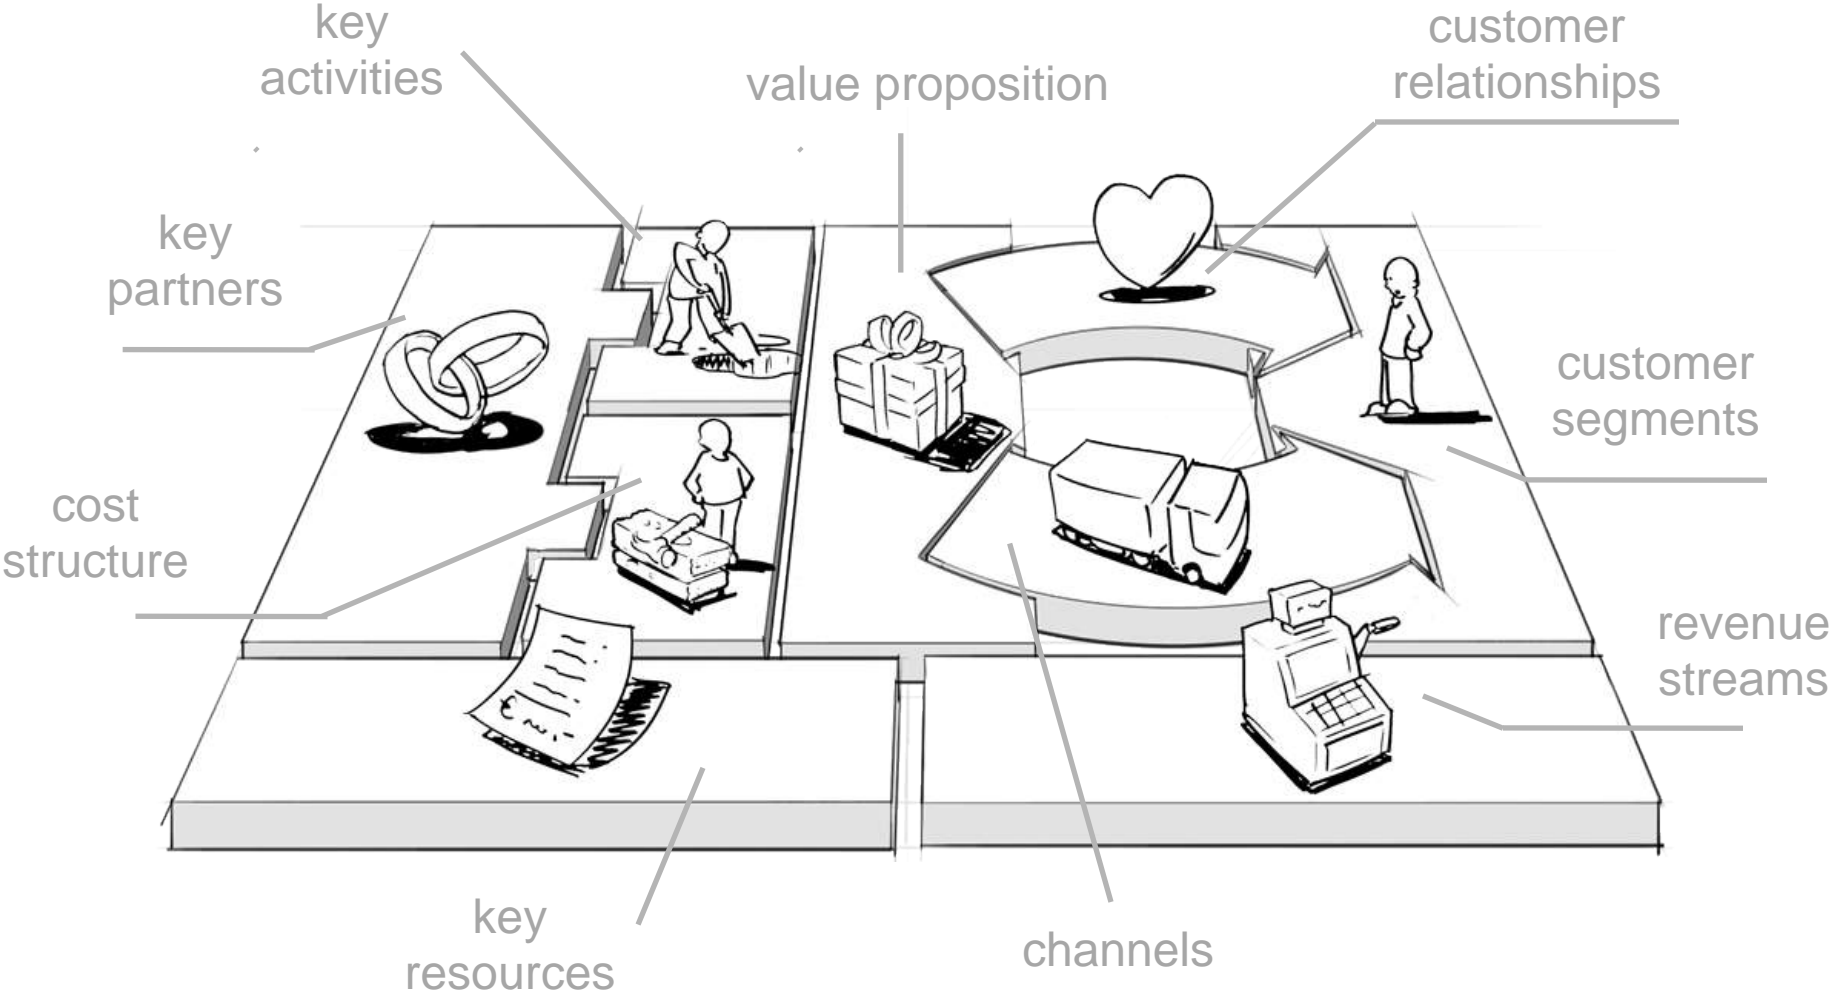 key
activities
value proposition
customer
relationships
key
partners
customer
segments
cost
structure
revenue
streams
key
resources
channels
€